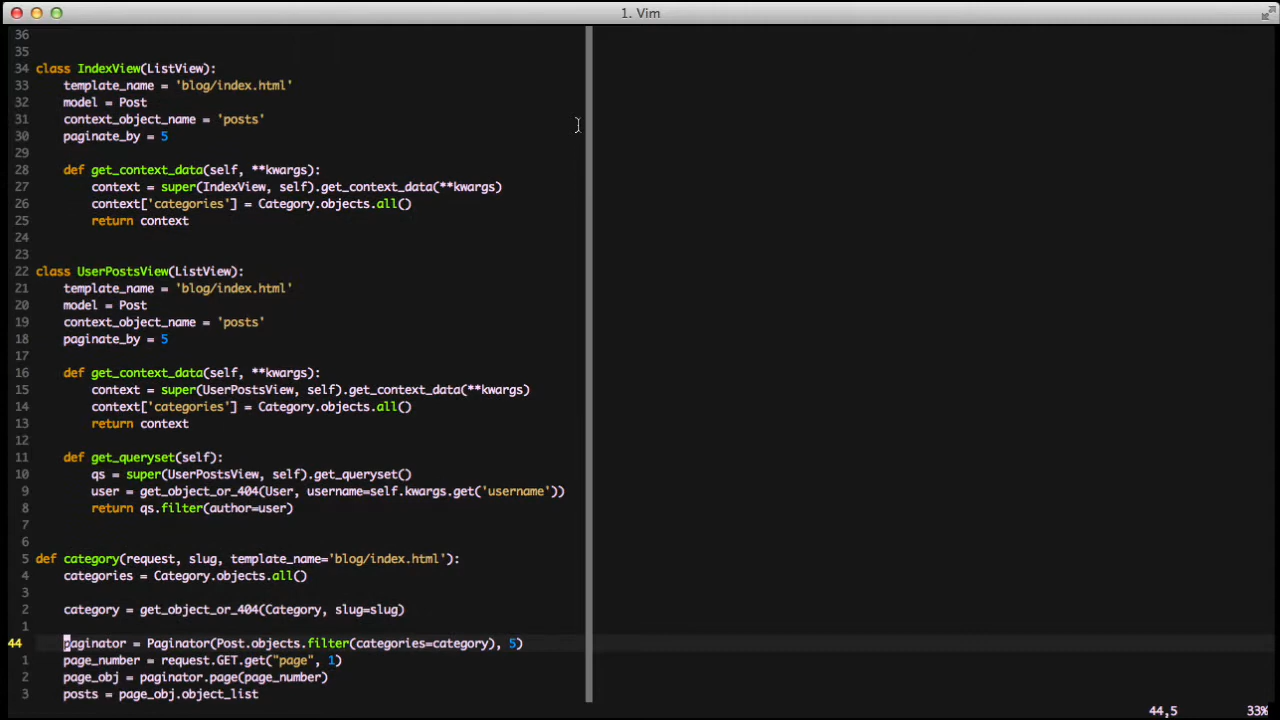 1. Vim
36
35
34 class IndexView(ListView):
33     template_name = 'blog/index.html'
32     model = Post
31     context_object_name = 'posts'
30     paginate_by = 5
29
28     def get_context_data(self, **kwargs):
27         context = super(IndexView, self).get_context_data(**kwargs)
26         context['categories'] = Category.objects.all()
25         return context
24
23
22 class UserPostsView(ListView):
21     template_name = 'blog/index.html'
20     model = Post
19     context_object_name = 'posts'
18     paginate_by = 5
17
16     def get_context_data(self, **kwargs):
15         context = super(UserPostsView, self).get_context_data(**kwargs)
14         context['categories'] = Category.objects.all()
13         return context
12
11     def get_queryset(self):
10         qs = super(UserPostsView, self).get_queryset()
9         user = get_object_or_404(User, username=self.kwargs.get('username'))
8         return qs.filter(author=user)
7
6
5 def category(request, slug, template_name='blog/index.html'):
4     categories = Category.objects.all()
3
2     category = get_object_or_404(Category, slug=slug)
1
44     paginator = Paginator(Post.objects.filter(categories=category), 5)
1     page_number = request.GET.get("page", 1)
2     page_obj = paginator.page(page_number)
3     posts = page_obj.object_list
44,5 33%